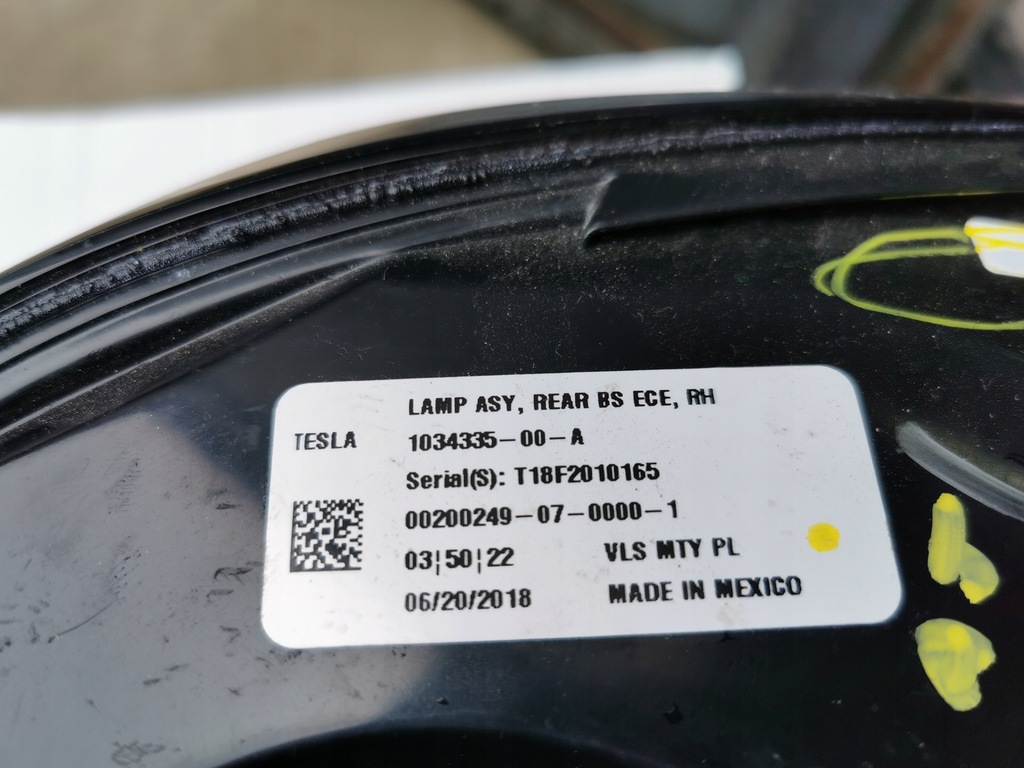 LAMP ASY, REAR BS ECE, RH
TESLA 1034335-00-A
Serial(S): T18F2010165
00200249-07-0000-1
03¦50¦22 VLS MTY PL
06/20/2018 MADE IN MEXICO